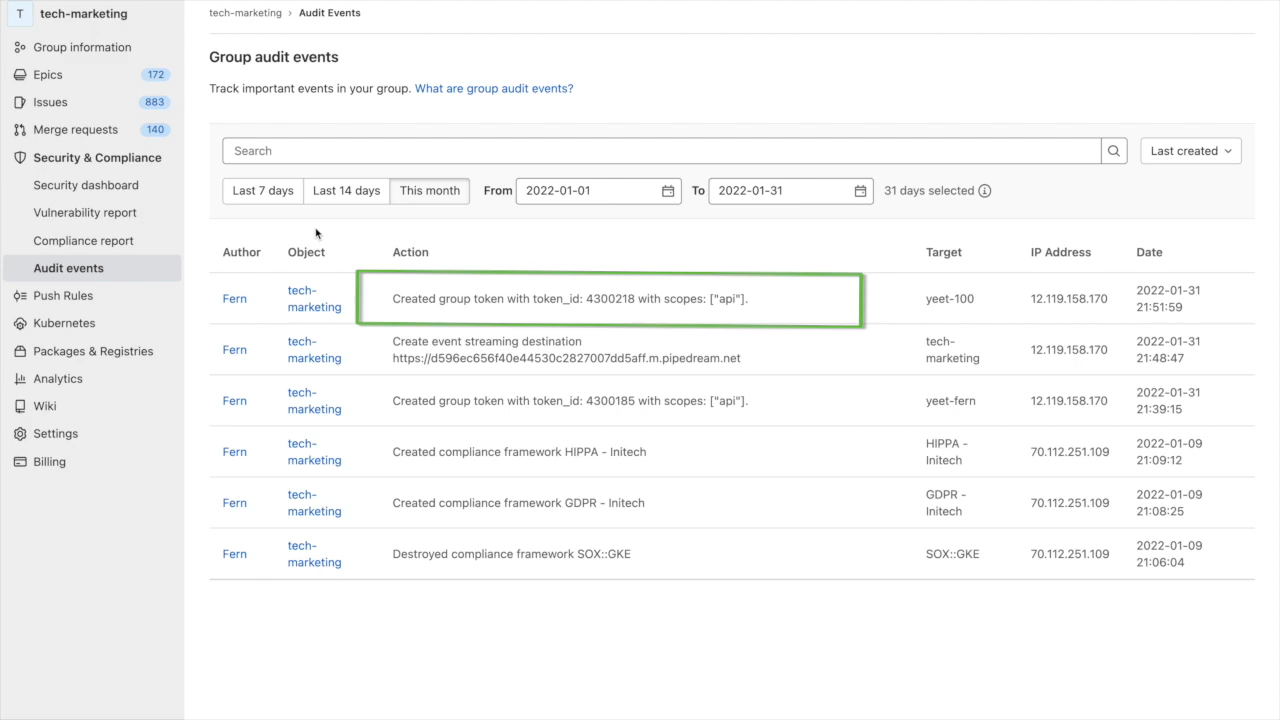 T tech-marketing
Group information
Epics 172
Issues 883
Merge requests 140
Security & Compliance
Security dashboard
Vulnerability report
Compliance report
Audit events
Push Rules
Kubernetes
Packages & Registries
Analytics
Wiki
Settings
Billing
tech-marketing › Audit Events
Group audit events
Track important events in your group. What are group audit events?
Search
Last created
Last 7 days Last 14 days This month From 2022-01-01 To 2022-01-31 31 days selected
Author Object Action Target IP Address Date
Fern tech-marketing Created group token with token_id: 4300218 with scopes: ["api"]. yeet-100 12.119.158.170 2022-01-31 21:51:59
Fern tech-marketing Create event streaming destination https://d596ec656f40e44530c2827007dd5aff.m.pipedream.net tech-marketing 12.119.158.170 2022-01-31 21:48:47
Fern tech-marketing Created group token with token_id: 4300185 with scopes: ["api"]. yeet-fern 12.119.158.170 2022-01-31 21:39:15
Fern tech-marketing Created compliance framework HIPPA - Initech HIPPA - Initech 70.112.251.109 2022-01-09 21:09:12
Fern tech-marketing Created compliance framework GDPR - Initech GDPR - Initech 70.112.251.109 2022-01-09 21:08:25
Fern tech-marketing Destroyed compliance framework SOX::GKE SOX::GKE 70.112.251.109 2022-01-09 21:06:04